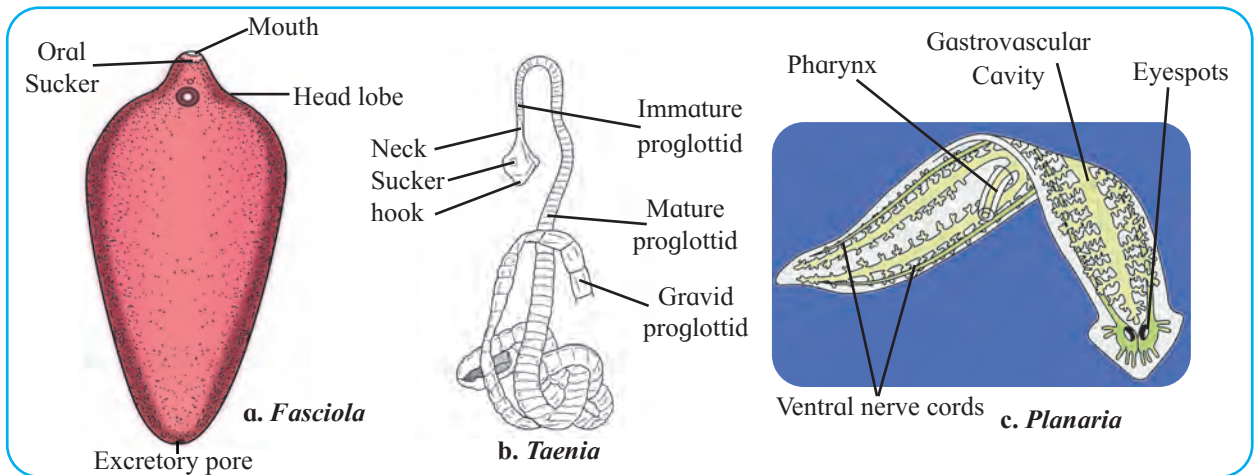 Mouth
Oral
Sucker
Head lobe
a. Fasciola
Excretory pore
Neck
Sucker
hook
Immature
proglottid
Mature
proglottid
Gravid
proglottid
b. Taenia
Pharynx
Gastrovascular
Cavity
Eyespots
Ventral nerve cords
c. Planaria